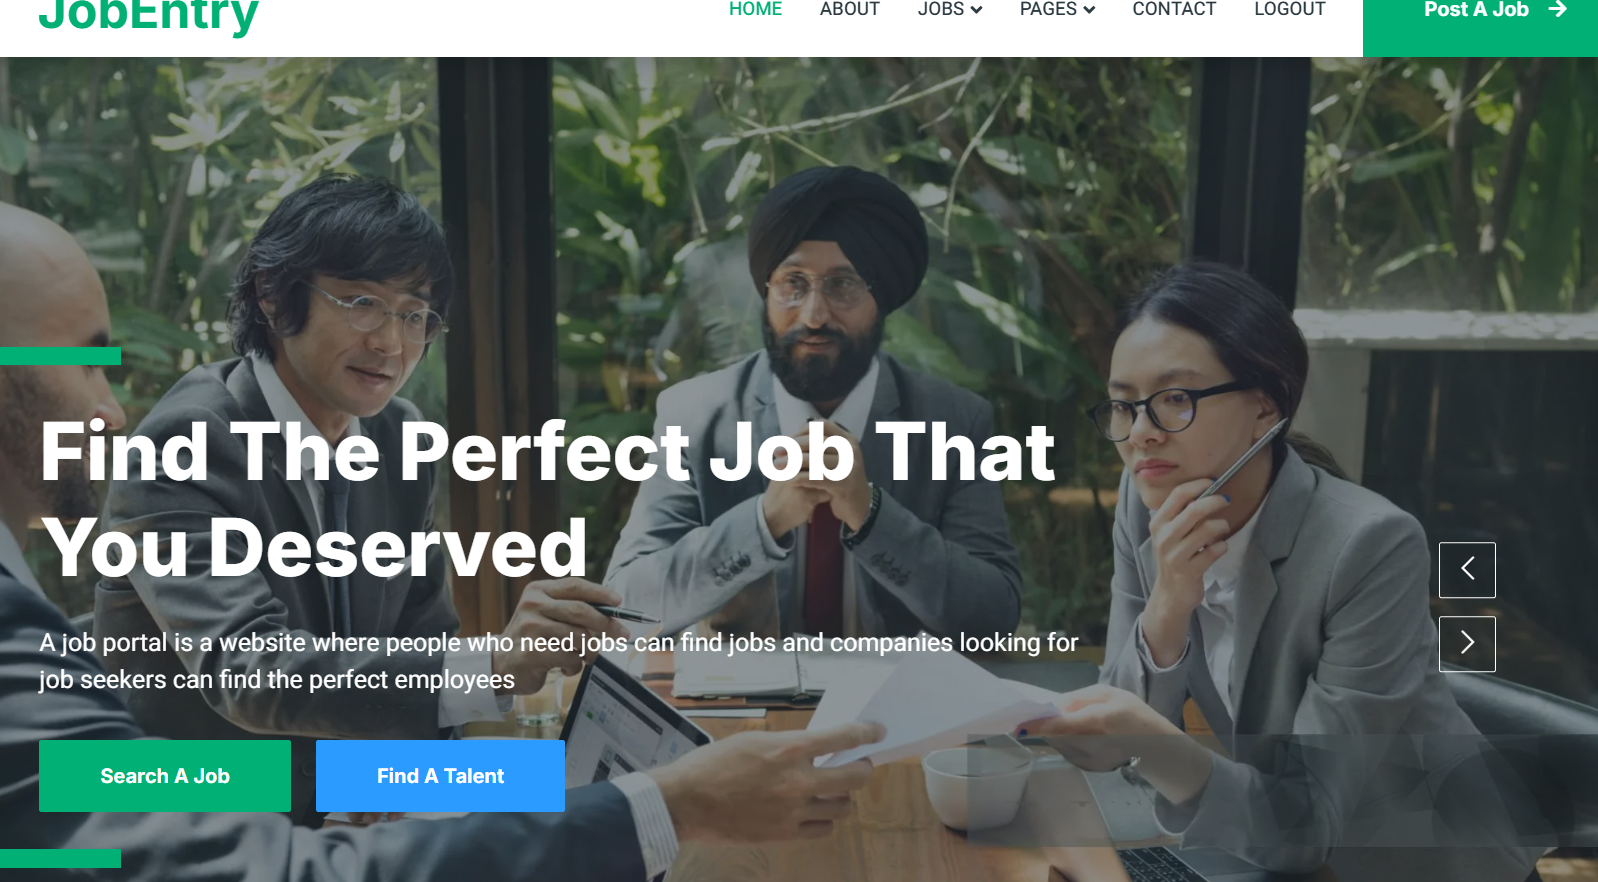 JobEntry
HOME ABOUT JOBS PAGES CONTACT LOGOUT Post A Job
Find The Perfect Job That
You Deserved
A job portal is a website where people who need jobs can find jobs and companies looking for
job seekers can find the perfect employees
Search A Job Find A Talent